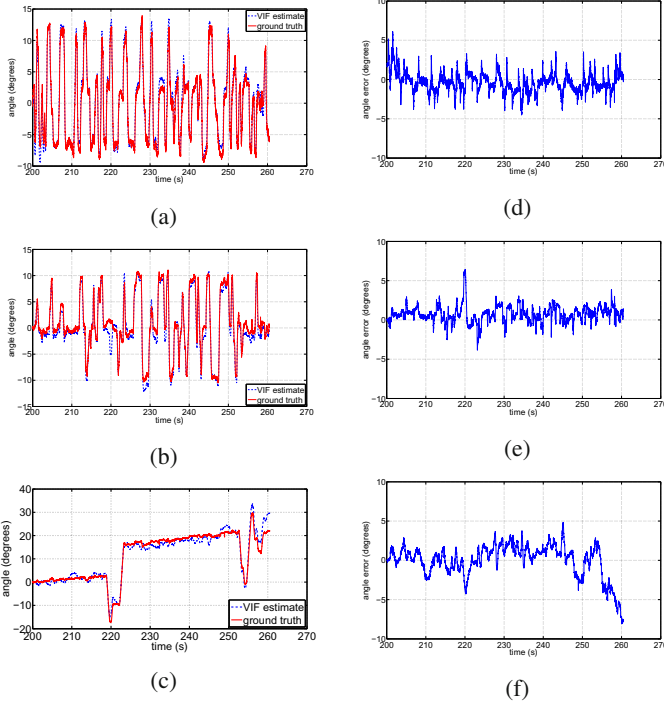 15
10
5
0
−5
−10
angle (degrees)
VIF estimate
ground truth
200 210 220 230 240 250 260 270
time (s)
(a)
10
5
0
−5
−10
angle error (degrees)
200 210 220 230 240 250 260 270
time (s)
(d)
15
10
5
0
−5
−10
15
angle (degrees)
VIF estimate
ground truth
200 210 220 230 240 250 260 270
time (s)
(b)
10
5
0
−5
−10
angle error (degrees)
200 210 220 230 240 250 260 270
time (s)
(e)
40
30
20
10
0
−10
−20
angle (degrees)
VIF estimate
ground truth
200 210 220 230 240 250 260 270
time (s)
(c)
10
5
0
−5
−10
angle error (degrees)
200 210 220 230 240 250 260 270
time (s)
(f)